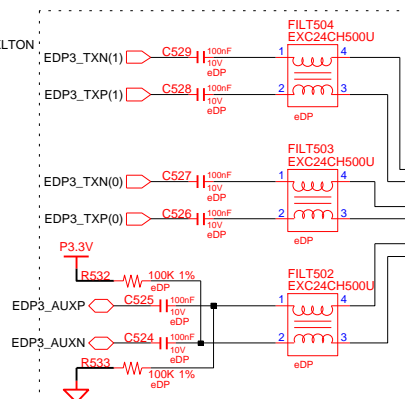 FILT504
EXC24CH500U
ELTON
EDP3_TXN(1)
C529
100nF
10V
eDP
1
4
EDP3_TXP(1)
C528
100nF
10V
eDP
2
3
eDP
FILT503
EXC24CH500U
EDP3_TXN(0)
C527
100nF
10V
eDP
1
4
EDP3_TXP(0)
C526
100nF
10V
eDP
2
3
eDP
P3.3V
R532
100K 1%
eDP
FILT502
EXC24CH500U
EDP3_AUXP
C525
100nF
10V
eDP
1
4
EDP3_AUXN
C524
100nF
10V
eDP
2
3
eDP
R533
100K 1%
eDP